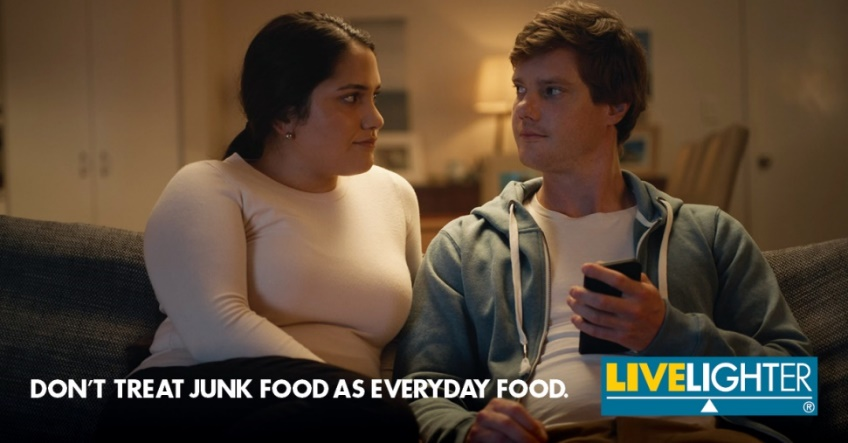 DON'T TREAT JUNK FOOD AS EVERYDAY FOOD.
LIVELIGHTER
®